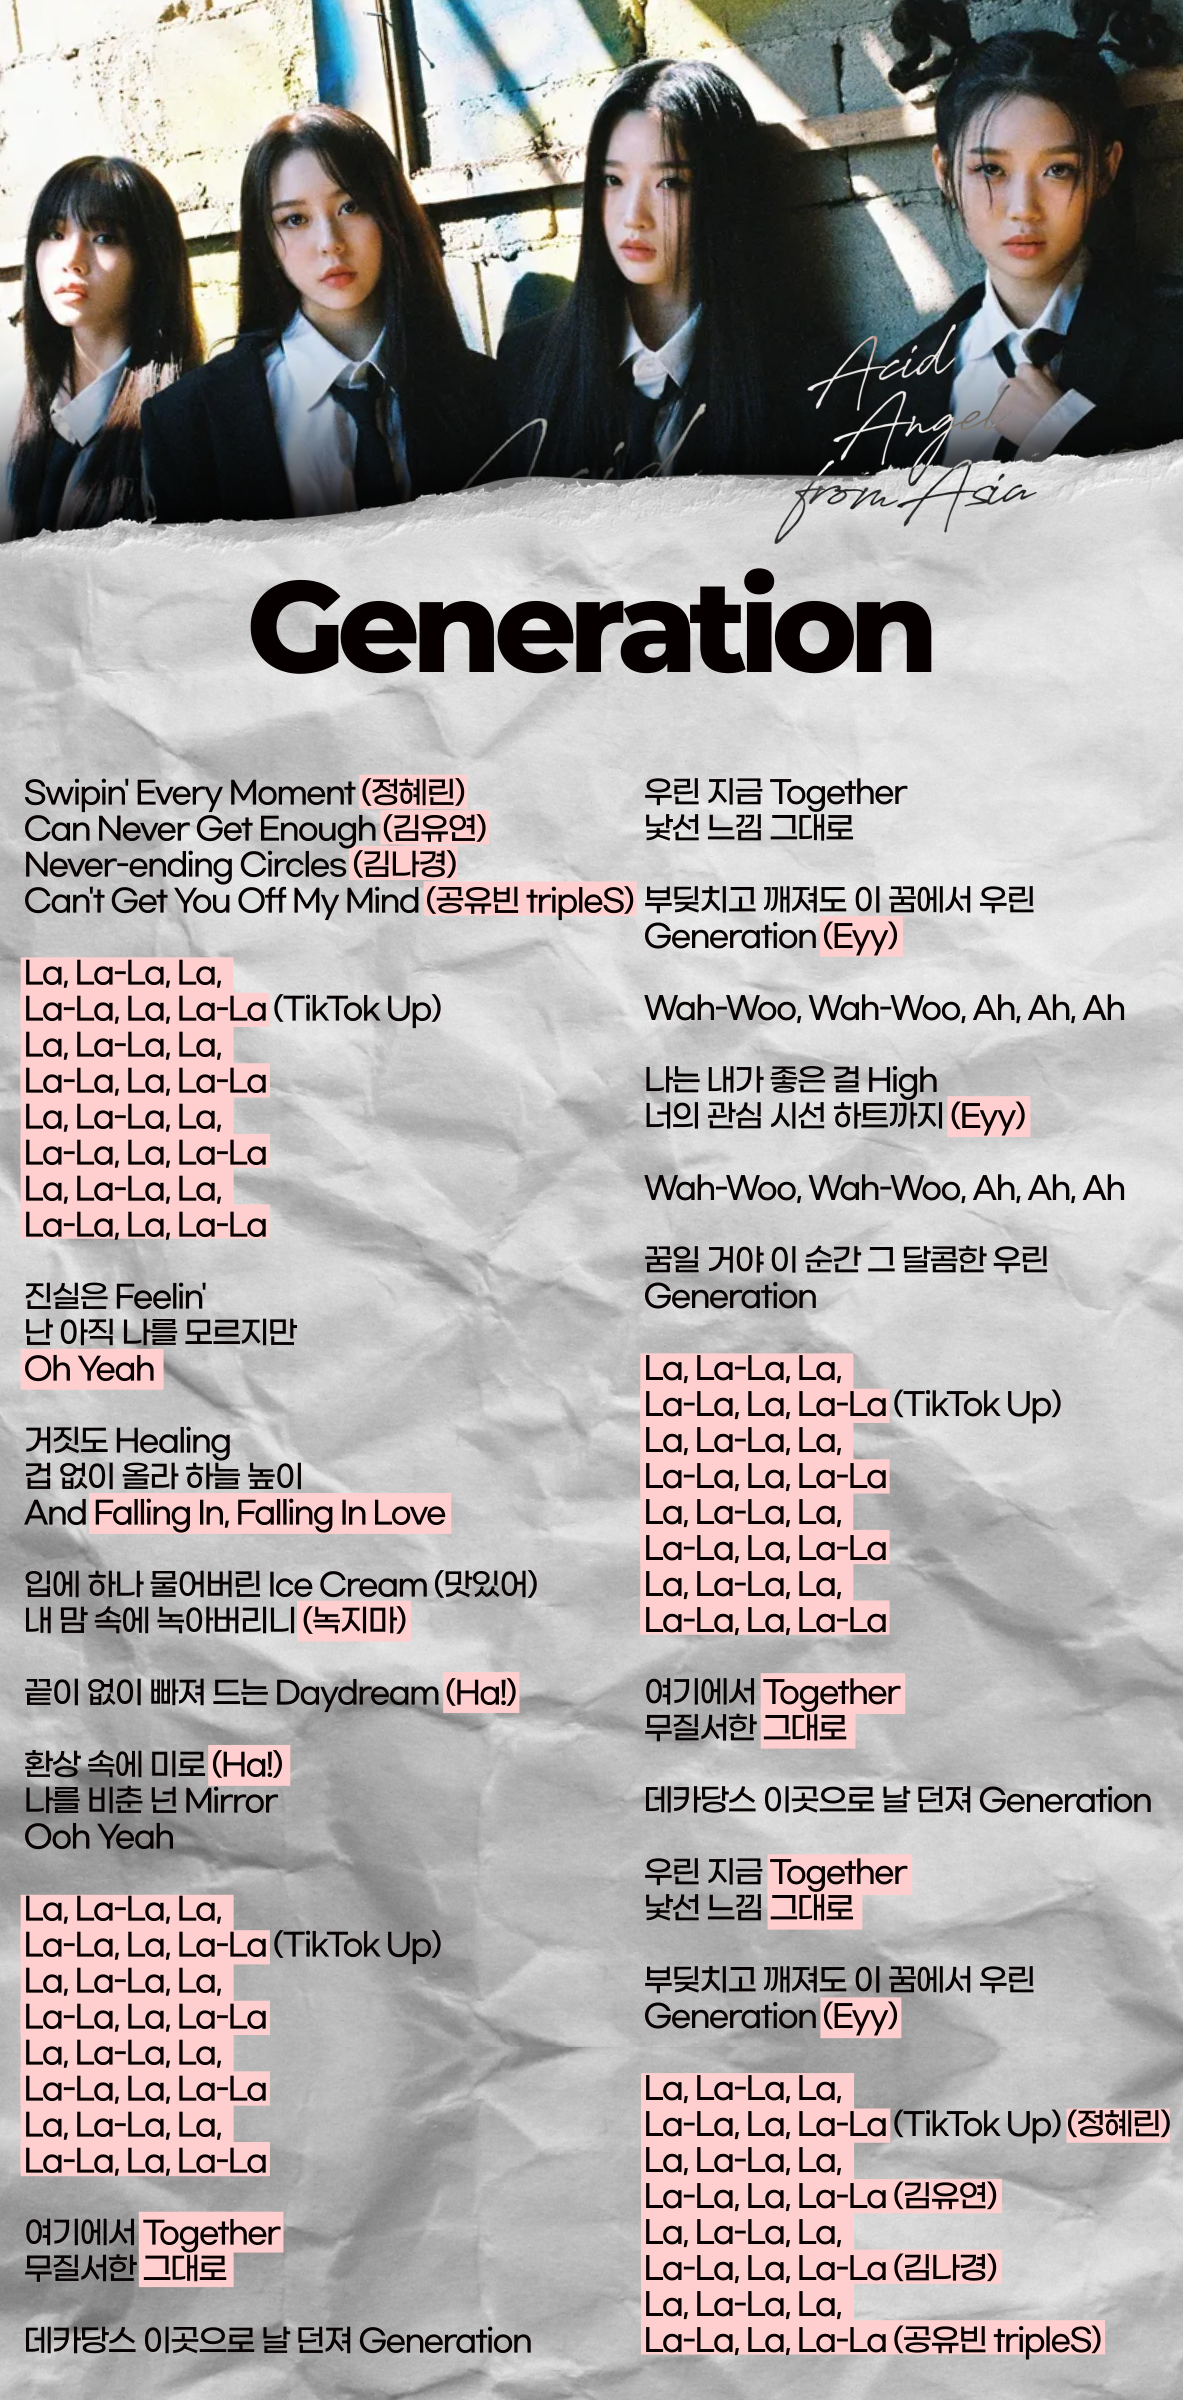 Acid
Angel
from Asia
Acid
Generation
Swipin' Every Moment (정혜린)
Can Never Get Enough (김유연)
Never-ending Circles (김나경)
Can't Get You Off My Mind (공유빈 tripleS)
La, La-La, La,
La-La, La, La-La (TikTok Up)
La, La-La, La,
La-La, La, La-La
La, La-La, La,
La-La, La, La-La
La, La-La, La,
La-La, La, La-La
진실은 Feelin'
난 아직 나를 모르지만
Oh Yeah
거짓도 Healing
겁 없이 올라 하늘 높이
And Falling In, Falling In Love
입에 하나 물어버린 Ice Cream (맛있어)
내 맘 속에 녹아버리니 (녹지마)
끝이 없이 빠져 드는 Daydream (Ha!)
환상 속에 미로 (Ha!)
나를 비춘 넌 Mirror
Ooh Yeah
La, La-La, La,
La-La, La, La-La (TikTok Up)
La, La-La, La,
La-La, La, La-La
La, La-La, La,
La-La, La, La-La
La, La-La, La,
La-La, La, La-La
여기에서 Together
무질서한 그대로
데카당스 이곳으로 날 던져 Generation
우린 지금 Together
낯선 느낌 그대로
부딪치고 깨져도 이 꿈에서 우린
Generation (Eyy)
Wah-Woo, Wah-Woo, Ah, Ah, Ah
나는 내가 좋은 걸 High
너의 관심 시선 하트까지 (Eyy)
Wah-Woo, Wah-Woo, Ah, Ah, Ah
꿈일 거야 이 순간 그 달콤한 우린
Generation
La, La-La, La,
La-La, La, La-La (TikTok Up)
La, La-La, La,
La-La, La, La-La
La, La-La, La,
La-La, La, La-La
La, La-La, La,
La-La, La, La-La
여기에서 Together
무질서한 그대로
데카당스 이곳으로 날 던져 Generation
우린 지금 Together
낯선 느낌 그대로
부딪치고 깨져도 이 꿈에서 우린
Generation (Eyy)
La, La-La, La,
La-La, La, La-La (TikTok Up) (정혜린)
La, La-La, La,
La-La, La, La-La (김유연)
La, La-La, La,
La-La, La, La-La (김나경)
La, La-La, La,
La-La, La, La-La (공유빈 tripleS)